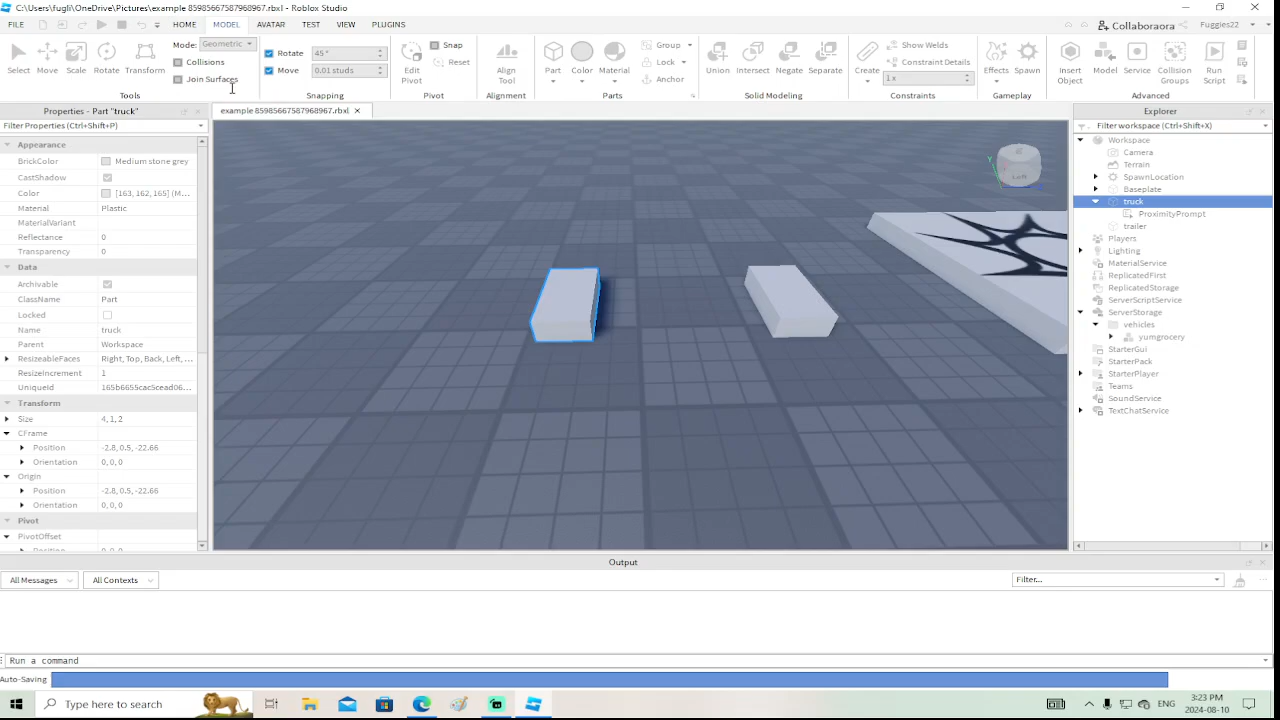 C:\Users\fugli\OneDrive\Pictures\example 85985667587968967.rbxl - Roblox Studio
FILE HOME MODEL AVATAR TEST VIEW PLUGINS Collaboraora Fuggies22
Mode: Geometric
Collisions
Join Surfaces
Select Move Scale Rotate Transform
Tools
Rotate 45°
Move 0.01 studs
Snapping
Edit Pivot
Snap
Reset
Pivot
Align Tool
Alignment
Part Color Material
Group
Lock
Anchor
Parts
Union Intersect Negate Separate
Solid Modeling
Create
Show Welds
Constraint Details
1 x
Constraints
Effects Spawn
Gameplay
Insert Object Model Service Collision Groups Run Script
Advanced
Properties - Part "truck"
Filter Properties (Ctrl+Shift+P)
Appearance
BrickColor Medium stone grey
CastShadow
Color [163, 162, 165] (M...
Material Plastic
MaterialVariant
Reflectance 0
Transparency 0
Data
Archivable
ClassName Part
Locked
Name truck
Parent Workspace
ResizeableFaces Right, Top, Back, Left, ...
ResizeIncrement 1
UniqueId 165b6655cac5cead06...
Transform
Size 4, 1, 2
CFrame
Position -2.8, 0.5, -22.66
Orientation 0, 0, 0
Origin
Position -2.8, 0.5, -22.66
Orientation 0, 0, 0
Pivot
PivotOffset
example 85985667587968967.rbxl
Left
Y
Explorer
Filter workspace (Ctrl+Shift+X)
Workspace
Camera
Terrain
SpawnLocation
Baseplate
truck
ProximityPrompt
trailer
Players
Lighting
MaterialService
ReplicatedFirst
ReplicatedStorage
ServerScriptService
ServerStorage
vehicles
yumgrocery
StarterGui
StarterPack
StarterPlayer
Teams
SoundService
TextChatService
Output
All Messages All Contexts Filter...
Run a command
Auto-Saving
Type here to search
ENG
3:23 PM
2024-08-10